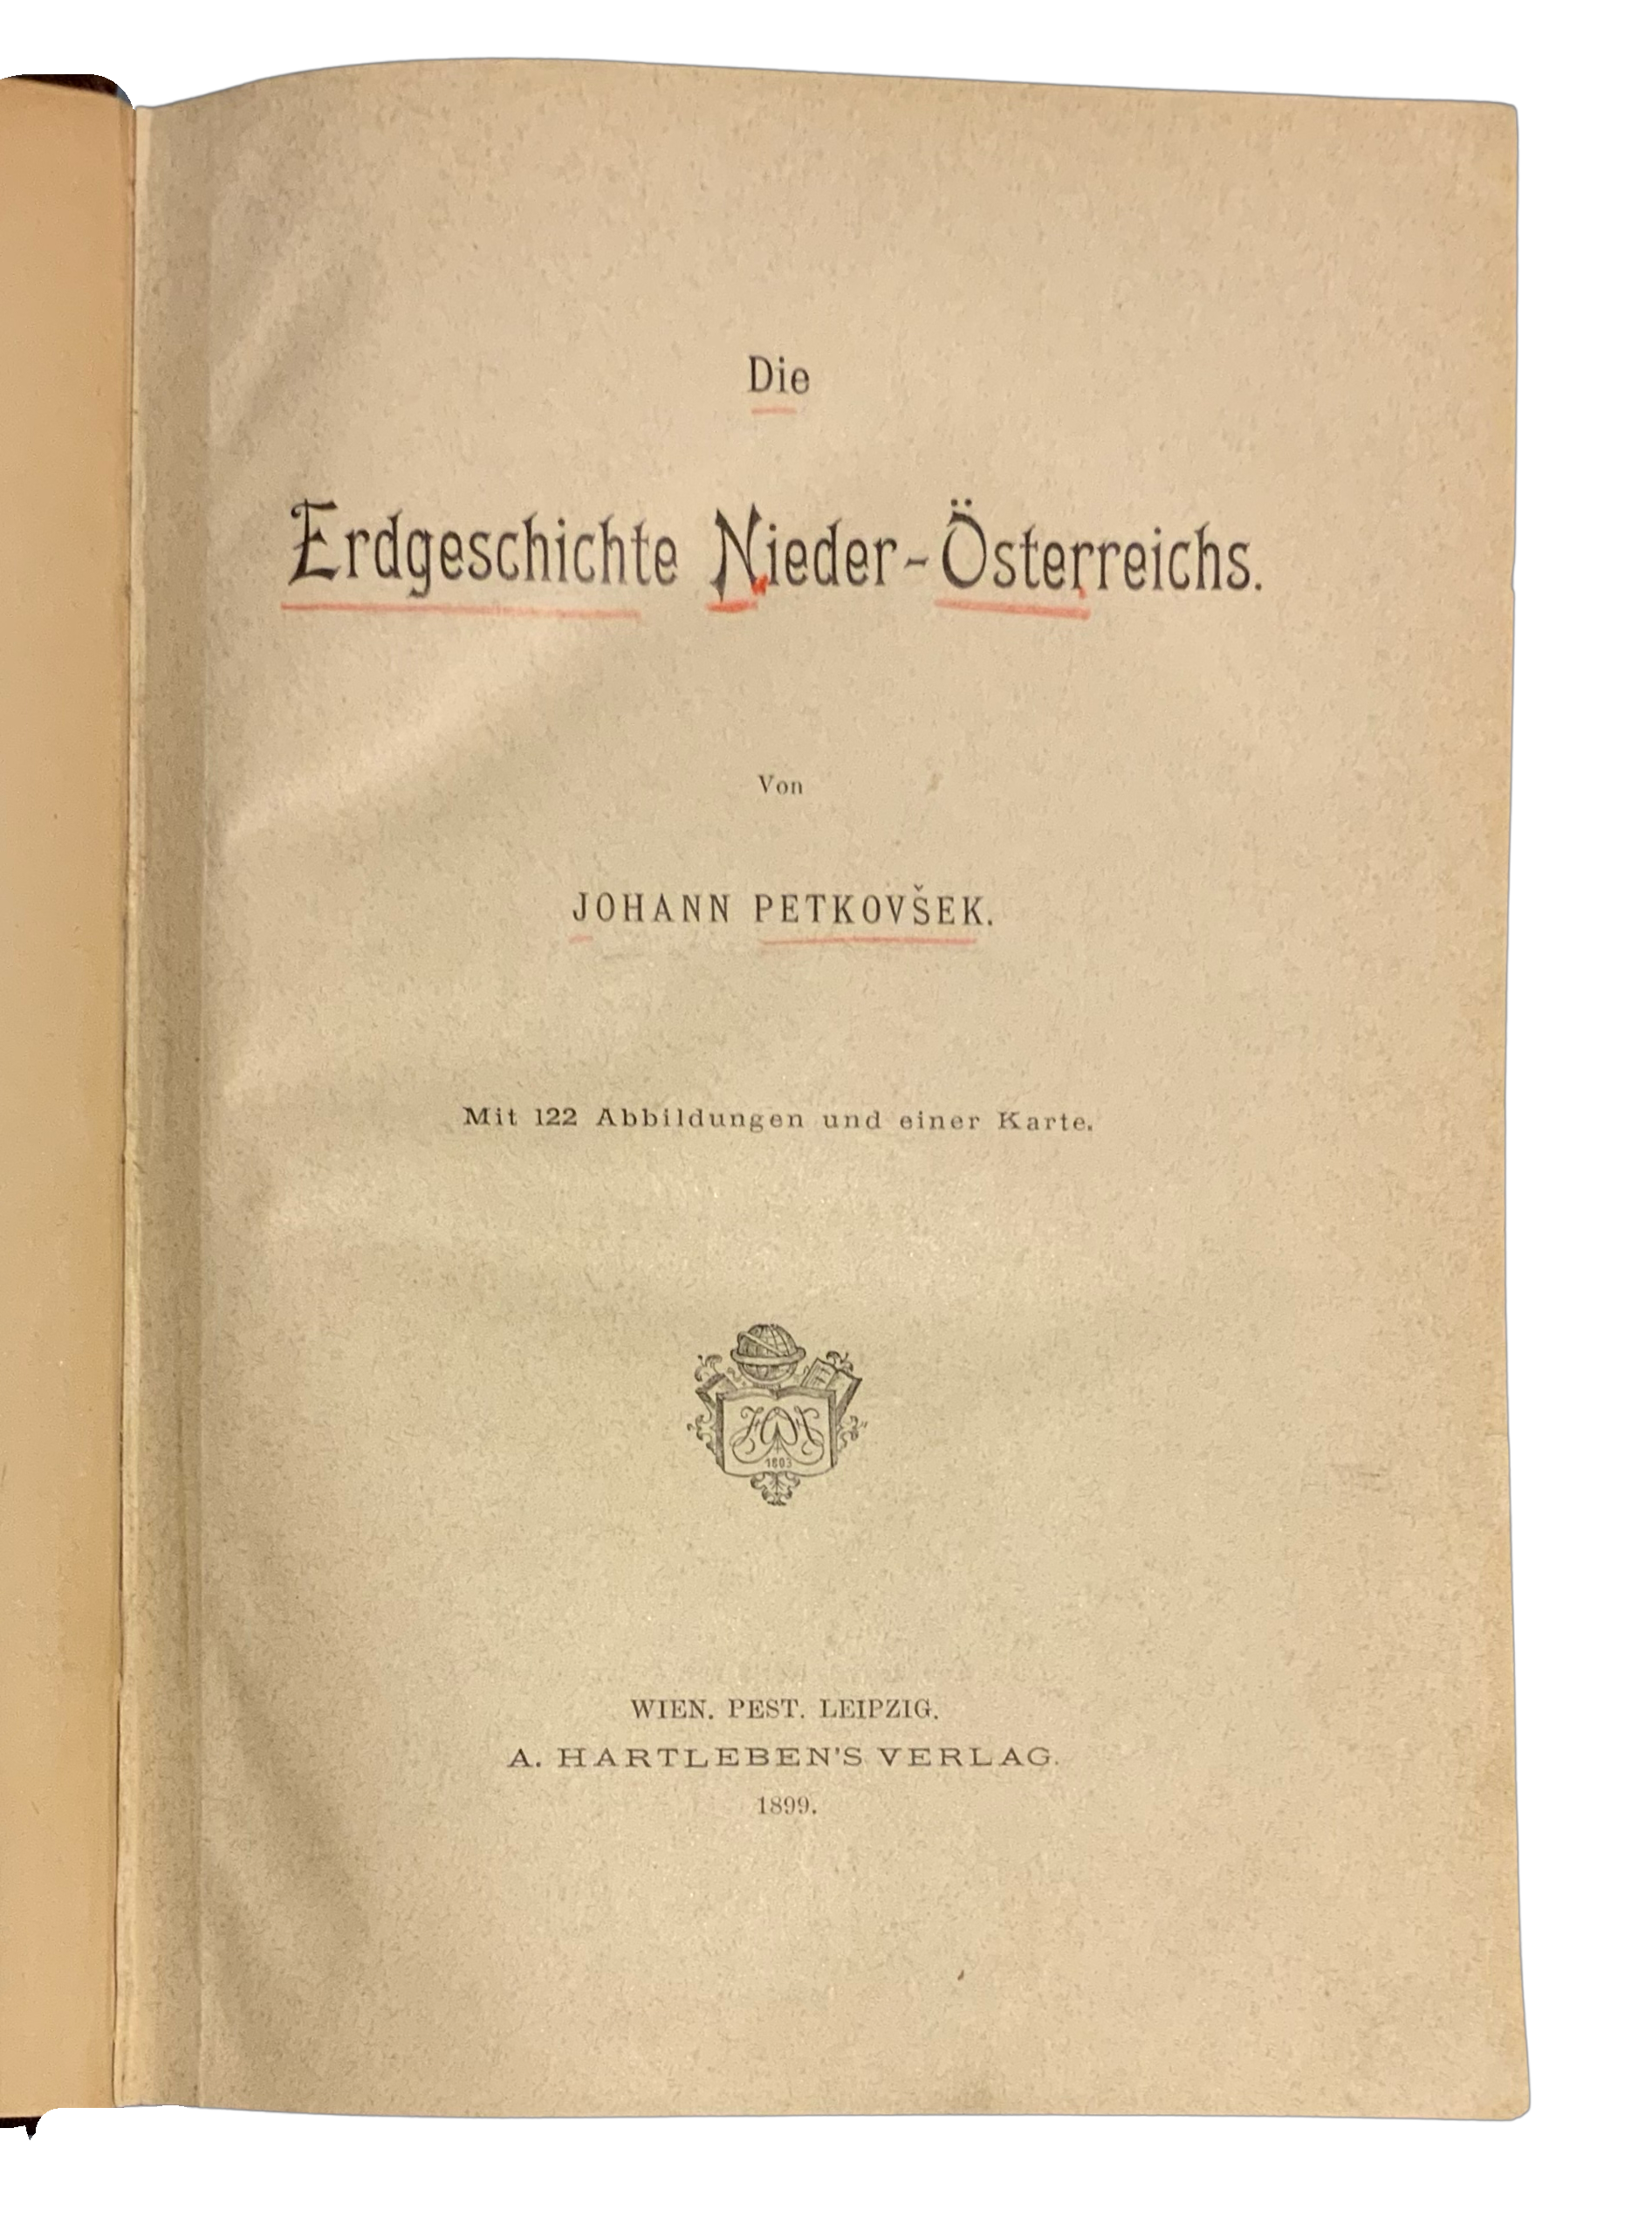 Die
Erdgeschichte Nieder-Österreichs.
Von
JOHANN PETKOVŠEK.
Mit 122 Abbildungen und einer Karte.
1803
WIEN. PEST. LEIPZIG.
A. HARTLEBEN'S VERLAG.
1899.